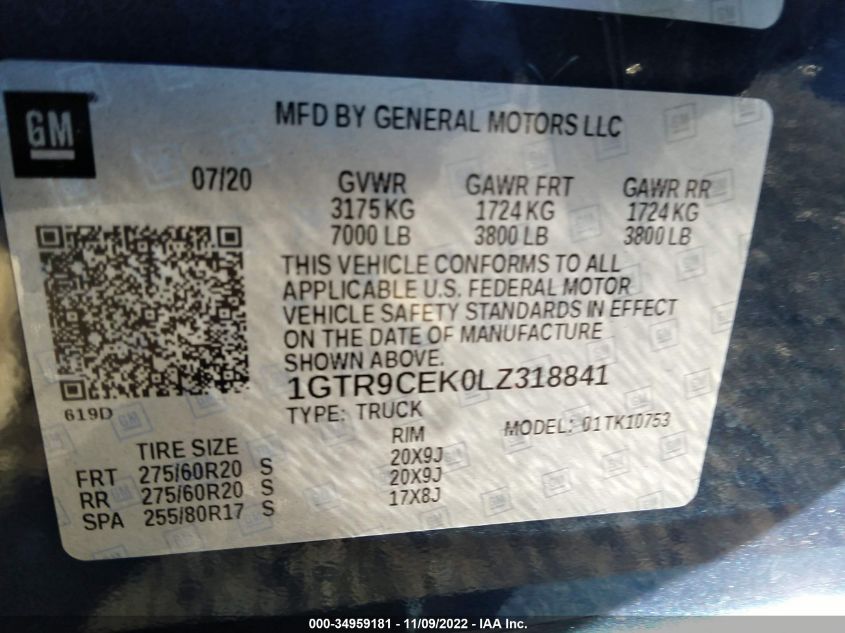 GM
MFD BY GENERAL MOTORS LLC
07/20 GVWR GAWR FRT GAWR RR
3175 KG 1724 KG 1724 KG
7000 LB 3800 LB 3800 LB
THIS VEHICLE CONFORMS TO ALL
APPLICABLE U.S. FEDERAL MOTOR
VEHICLE SAFETY STANDARDS IN EFFECT
ON THE DATE OF MANUFACTURE
SHOWN ABOVE.
1GTR9CEK0LZ318841
619D TYPE: TRUCK MODEL: 01TK10753
TIRE SIZE RIM
FRT 275/60R20 S 20X9J
RR 275/60R20 S 20X9J
SPA 255/80R17 S 17X8J
000-34959181 - 11/09/2022 - IAA Inc.